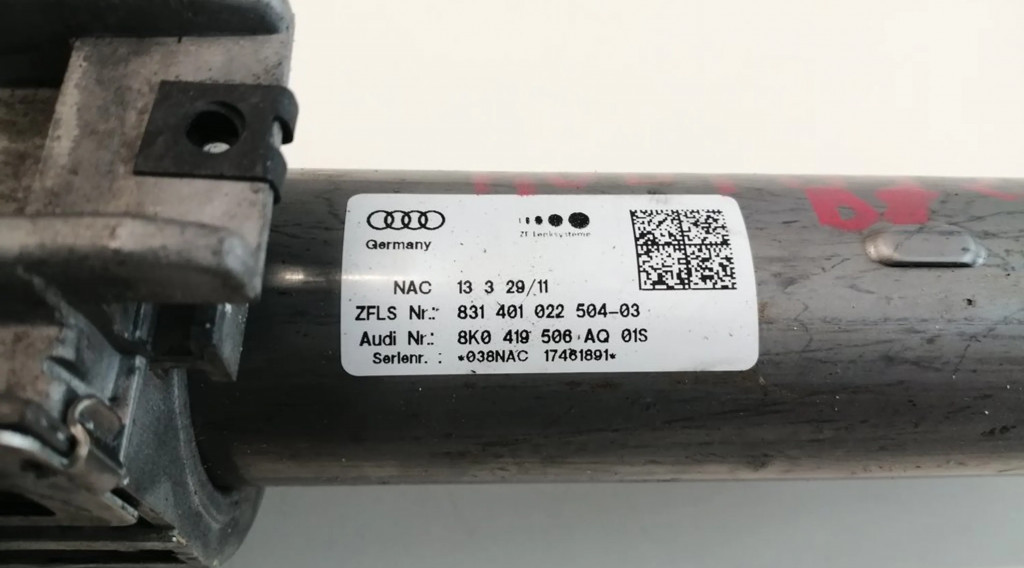 Germany
ZF Lenksysteme
NAC 13 3 29/11
ZFLS Nr.: 831 401 022 504-03
Audi Nr.: 8K0 419 506 AQ 01S
Serienr. : *038NAC 17461891*